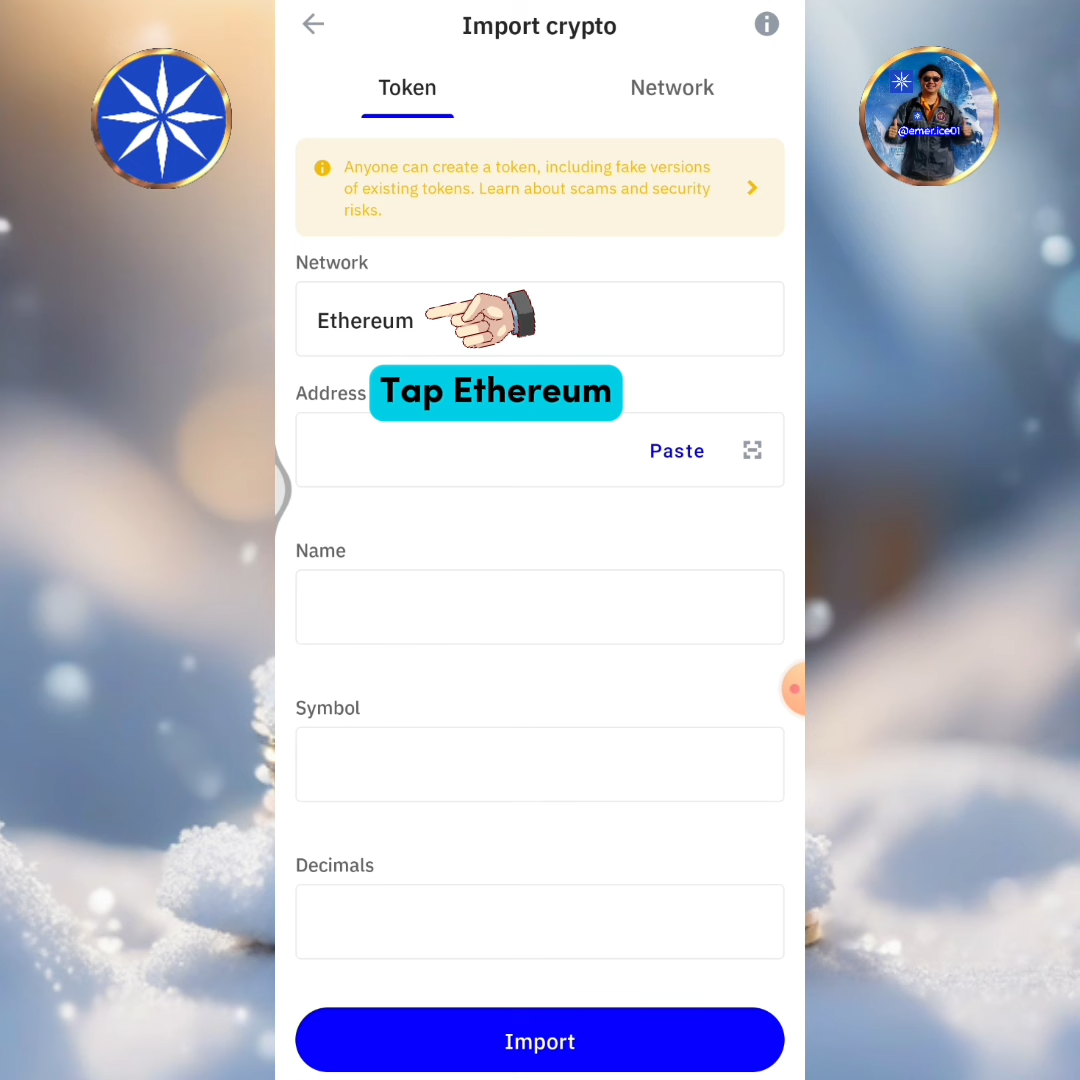 Import crypto
Token
Network
Anyone can create a token, including fake versions
of existing tokens. Learn about scams and security
risks.
Network
Ethereum
Address
Tap Ethereum
Paste
Name
Symbol
Decimals
Import
@emer.ice01